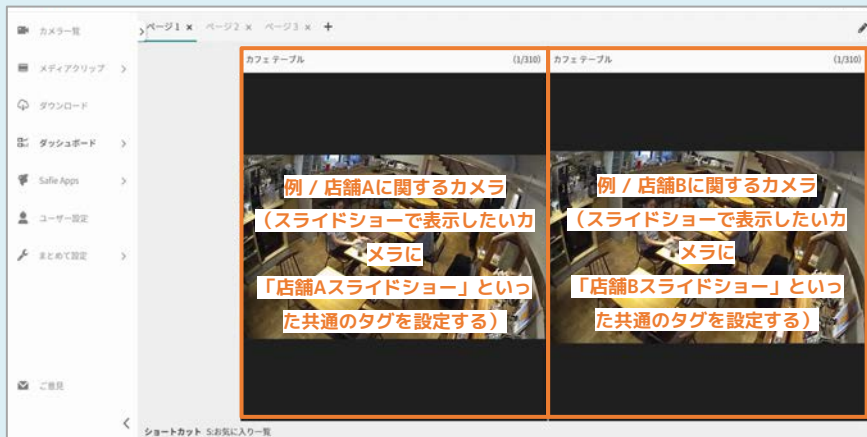 カメラ一覧
メディアクリップ
ダウンロード
ダッシュボード
Safie Apps
ユーザー設定
まとめて設定
ご意見
ページ1 × ページ2 × ページ3 × +
カフェ テーブル (1/310)
例 / 店舗Aに関するカメラ
（スライドショーで表示したいカ
メラに
「店舗Aスライドショー」といっ
た共通のタグを設定する）
カフェ テーブル (1/310)
例 / 店舗Bに関するカメラ
（スライドショーで表示したいカ
メラに
「店舗Bスライドショー」といっ
た共通のタグを設定する）
ショートカット S:お気に入り一覧